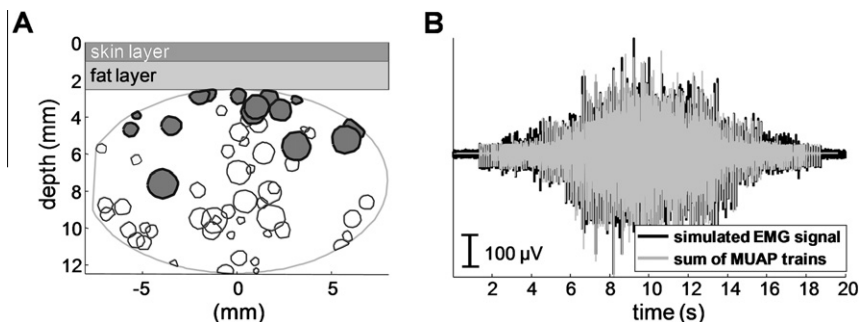 A
0
skin layer
fat layer
2
4
6
8
10
12
depth (mm)
-5
0
5
(mm)
B
100 µV
simulated EMG signal
sum of MUAP trains
2 4 6 8 10 12 14 16 18 20
time (s)